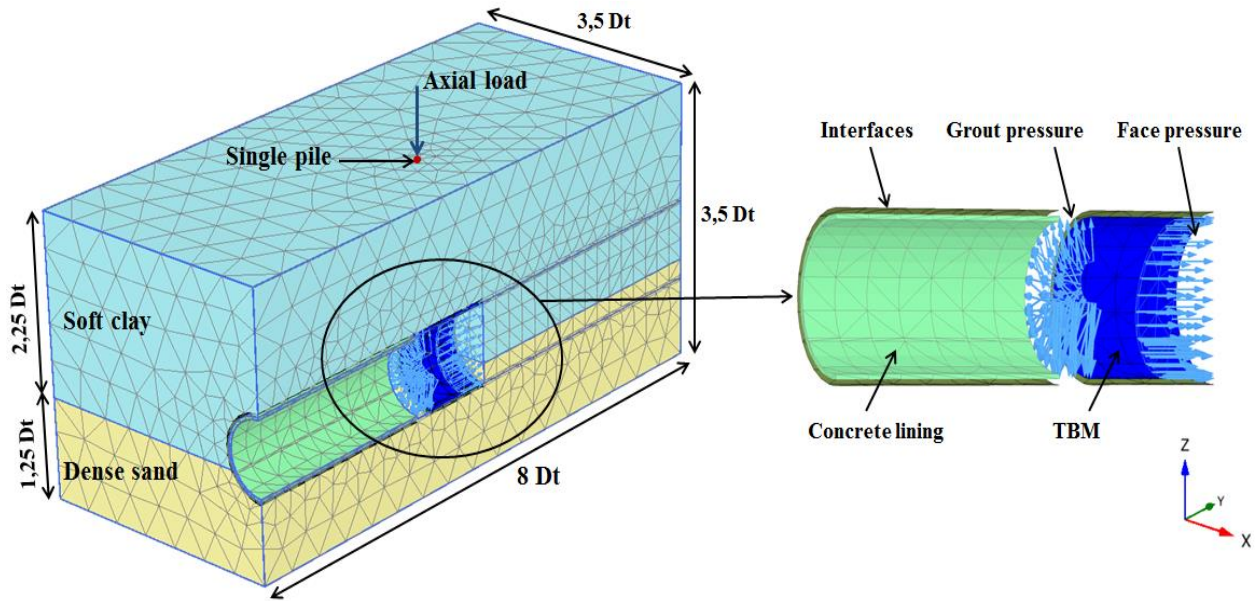 3,5 Dt
Axial load
Single pile
3,5 Dt
2,25 Dt
Soft clay
1,25 Dt
Dense sand
8 Dt
Interfaces
Grout pressure
Face pressure
Concrete lining
TBM
Z
Y
X